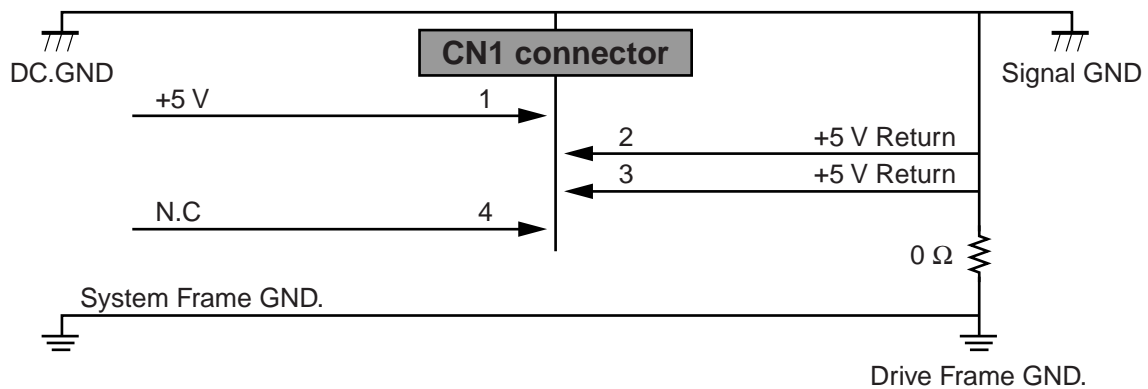 CN1 connector
DC.GND
Signal GND
+5 V 1
2 +5 V Return
3 +5 V Return
N.C 4
0 Ω
System Frame GND.
Drive Frame GND.